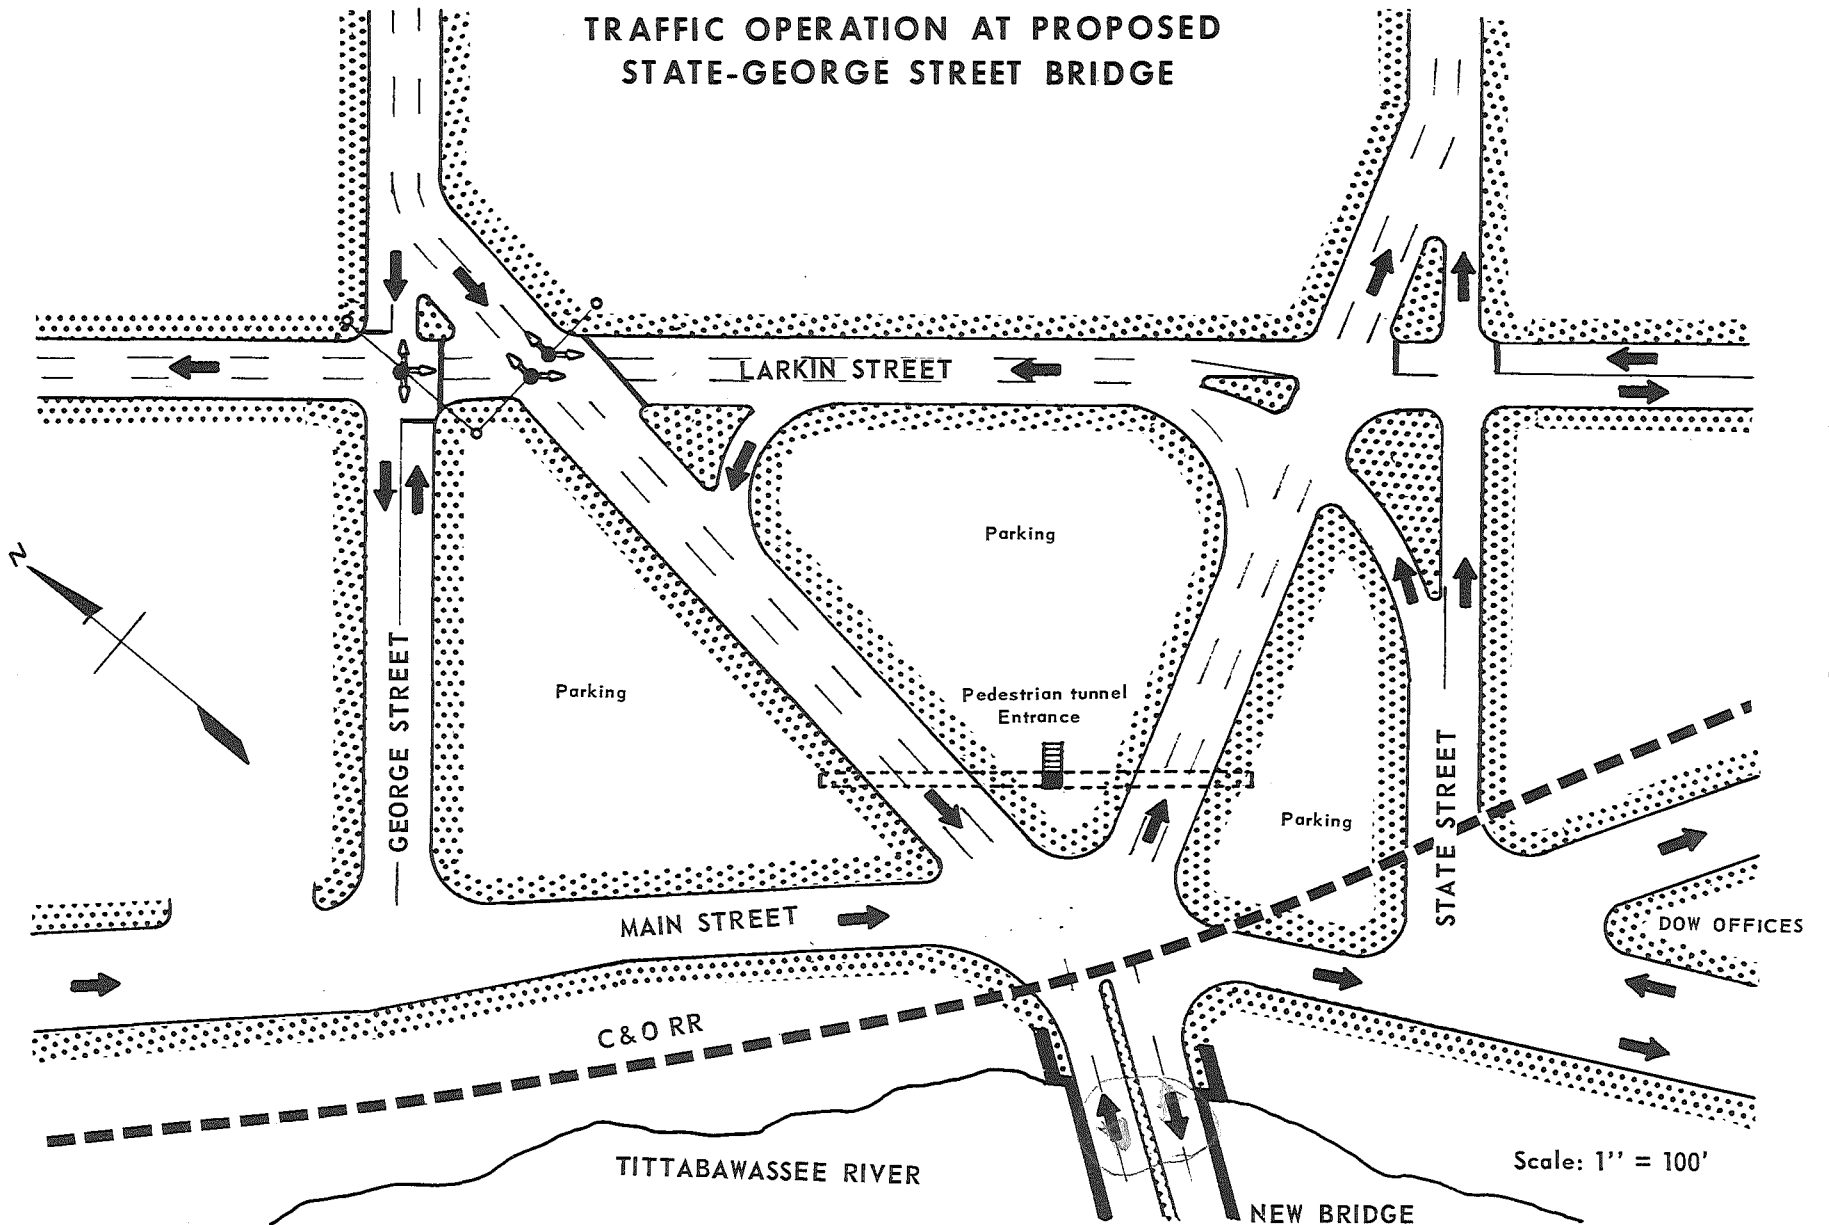 TRAFFIC OPERATION AT PROPOSED
STATE-GEORGE STREET BRIDGE
LARKIN STREET
Parking
N
GEORGE STREET
Parking
Pedestrian tunnel
Entrance
Parking
STATE STREET
MAIN STREET
DOW OFFICES
C&O RR
TITTABAWASSEE RIVER
Scale: 1'' = 100'
NEW BRIDGE